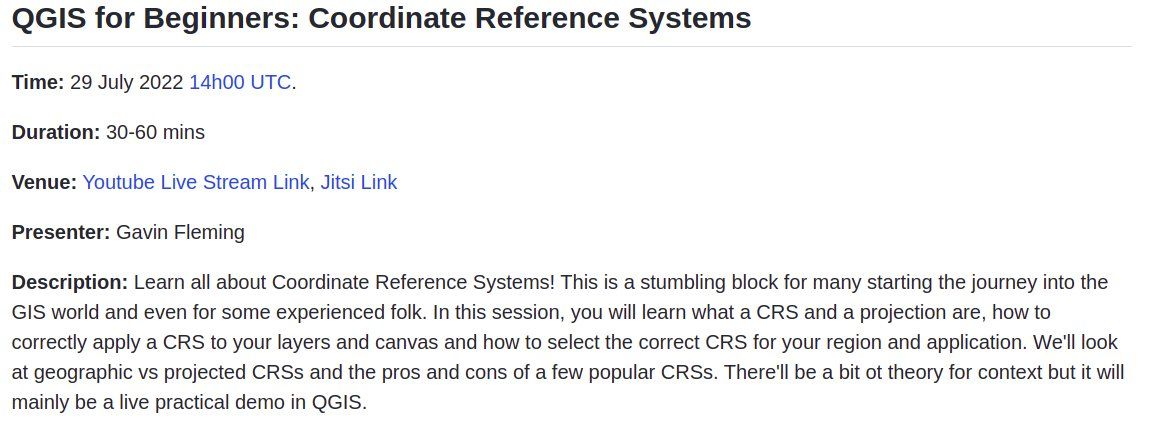 QGIS for Beginners: Coordinate Reference Systems
Time: 29 July 2022 14h00 UTC.
Duration: 30-60 mins
Venue: Youtube Live Stream Link, Jitsi Link
Presenter: Gavin Fleming
Description: Learn all about Coordinate Reference Systems! This is a stumbling block for many starting the journey into the
GIS world and even for some experienced folk. In this session, you will learn what a CRS and a projection are, how to
correctly apply a CRS to your layers and canvas and how to select the correct CRS for your region and application. We'll look
at geographic vs projected CRSs and the pros and cons of a few popular CRSs. There'll be a bit ot theory for context but it will
mainly be a live practical demo in QGIS.